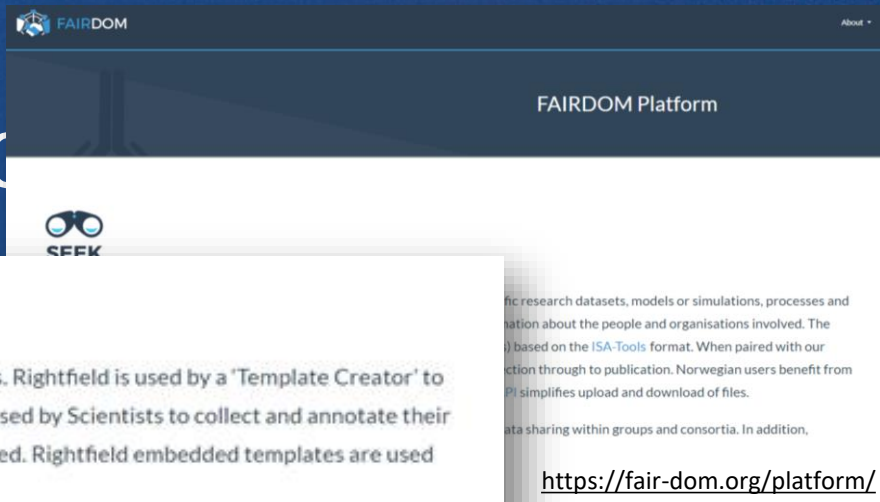 FAIRDOM
About
FAIRDOM Platform
SEEK
fic research datasets, models or simulations, processes and
nation about the people and organisations involved. The
) based on the ISA-Tools format. When paired with our
ction through to publication. Norwegian users benefit from
PI simplifies upload and download of files.
ata sharing within groups and consortia. In addition,
s. Rightfield is used by a 'Template Creator' to
sed by Scientists to collect and annotate their
ed. Rightfield embedded templates are used
https://fair-dom.org/platform/